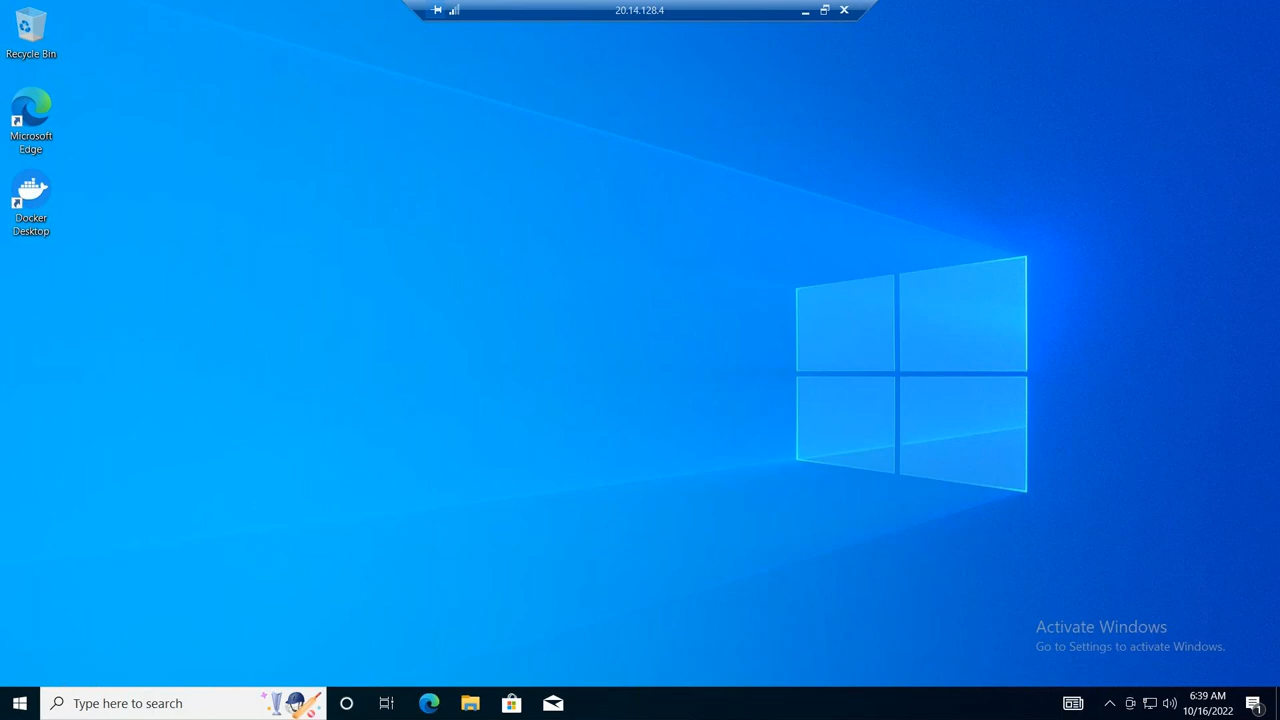 20.14.128.4
Recycle Bin
Microsoft
Edge
Docker
Desktop
Activate Windows
Go to Settings to activate Windows.
Type here to search
6:39 AM
10/16/2022
1